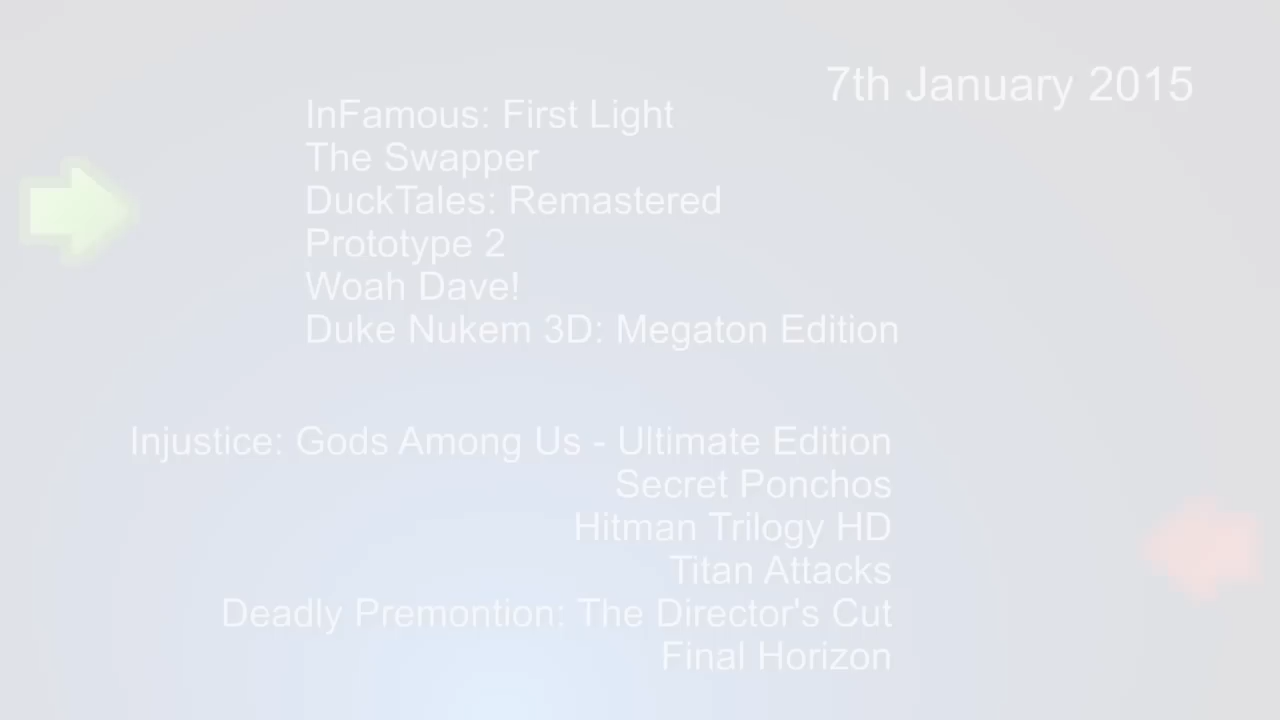 7th January 2015
InFamous: First Light
The Swapper
DuckTales: Remastered
Prototype 2
Woah Dave!
Duke Nukem 3D: Megaton Edition
Injustice: Gods Among Us - Ultimate Edition
Secret Ponchos
Hitman Trilogy HD
Titan Attacks
Deadly Premontion: The Director's Cut
Final Horizon